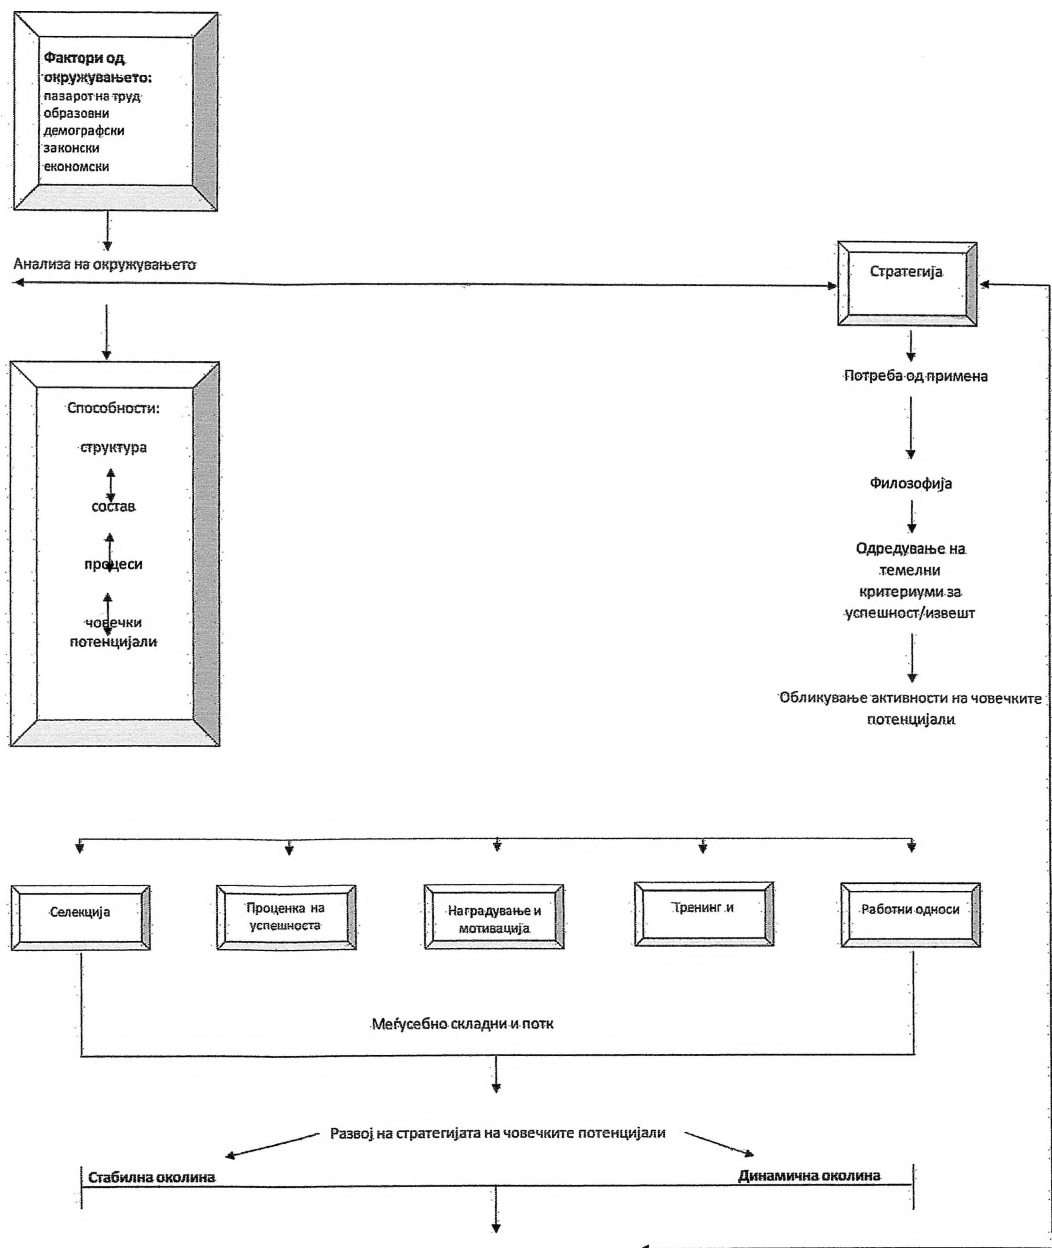 Фактори од
окружувањето:
пазарот на труд
образовни
демографски
законски
економски
Анализа на окружувањето
Стратегија
Потреба од примена
Способности:
структура
состав
процеси
човечки
потенцијали
Филозофија
Одредување на
темелни
критериуми за
успешност/извешт
Обликување активности на човечките
потенцијали
Селекција
Проценка на
успешноста
Наградување и
мотивација
Тренинг и
Работни односи
Меѓусебно складни и потк
Развој на стратегијата на човечките потенцијали
Стабилна околина
Динамична околина